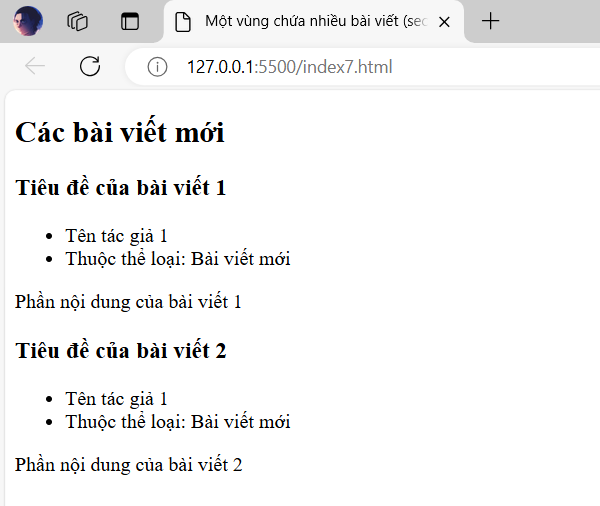 Một vùng chứa nhiều bài viết (sec
127.0.0.1:5500/index7.html
Các bài viết mới
Tiêu đề của bài viết 1
Tên tác giả 1
Thuộc thể loại: Bài viết mới
Phần nội dung của bài viết 1
Tiêu đề của bài viết 2
Tên tác giả 1
Thuộc thể loại: Bài viết mới
Phần nội dung của bài viết 2